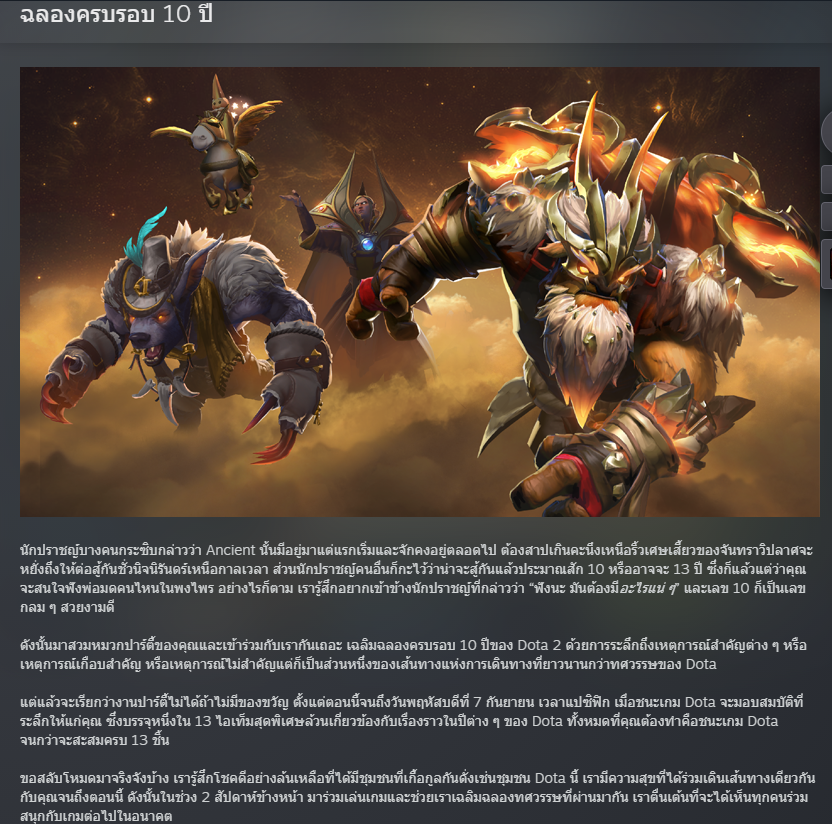 ฉลองครบรอบ 10 ปี
นักปราชญ์บางคนกระซิบกล่าวว่า Ancient นั้นมีอยู่มาแต่แรกเริ่มและจักคงอยู่ตลอดไป ต้องสาปเกินคะนึงเหนือริ้วเศษเสี้ยวของจันทราวิปลาศจะ
หยั่งถึงให้ต่อสู้กันชั่วนิจนิรันดร์เหนือกาลเวลา ส่วนนักปราชญ์คนอื่นก็กะไว้ว่าน่าจะสู้กันแล้วประมาณสัก 10 หรืออาจจะ 13 ปี ซึ่งก็แล้วแต่ว่าคุณ
จะสนใจฟังพ่อมดคนไหนในพงไพร อย่างไรก็ตาม เรารู้สึกอยากเข้าข้างนักปราชญ์ที่กล่าวว่า “ฟังนะ มันต้องมีอะไรแน่ ๆ” และเลข 10 ก็เป็นเลข
กลม ๆ สวยงามดี
ดังนั้นมาสวมหมวกปาร์ตี้ของคุณและเข้าร่วมกับเรากันเถอะ เฉลิมฉลองครบรอบ 10 ปีของ Dota 2 ด้วยการระลึกถึงเหตุการณ์สำคัญต่าง ๆ หรือ
เหตุการณ์เกือบสำคัญ หรือเหตุการณ์ไม่สำคัญแต่ก็เป็นส่วนหนึ่งของเส้นทางแห่งการเดินทางที่ยาวนานกว่าทศวรรษของ Dota
แต่แล้วจะเรียกว่างานปาร์ตี้ไม่ได้ถ้าไม่มีของขวัญ ตั้งแต่ตอนนี้จนถึงวันพฤหัสบดีที่ 7 กันยายน เวลาแปซิฟิก เมื่อชนะเกม Dota จะมอบสมบัติที่
ระลึกให้แก่คุณ ซึ่งบรรจุหนึ่งใน 13 ไอเท็มสุดพิเศษล้วนเกี่ยวข้องกับเรื่องราวในปีต่าง ๆ ของ Dota ทั้งหมดที่คุณต้องทำคือชนะเกม Dota
จนกว่าจะสะสมครบ 13 ชิ้น
ขอสลับโหมดมาจริงจังบ้าง เรารู้สึกโชคดีอย่างล้นเหลือที่ได้มีชุมชนที่เกื้อกูลกันดั่งเช่นชุมชน Dota นี้ เรามีความสุขที่ได้ร่วมเดินเส้นทางเดียวกัน
กับคุณจนถึงตอนนี้ ดังนั้นในช่วง 2 สัปดาห์ข้างหน้า มาร่วมเล่นเกมและช่วยเราเฉลิมฉลองทศวรรษที่ผ่านมากัน เราตื่นเต้นที่จะได้เห็นทุกคนร่วม
สนุกกับเกมต่อไปในอนาคต